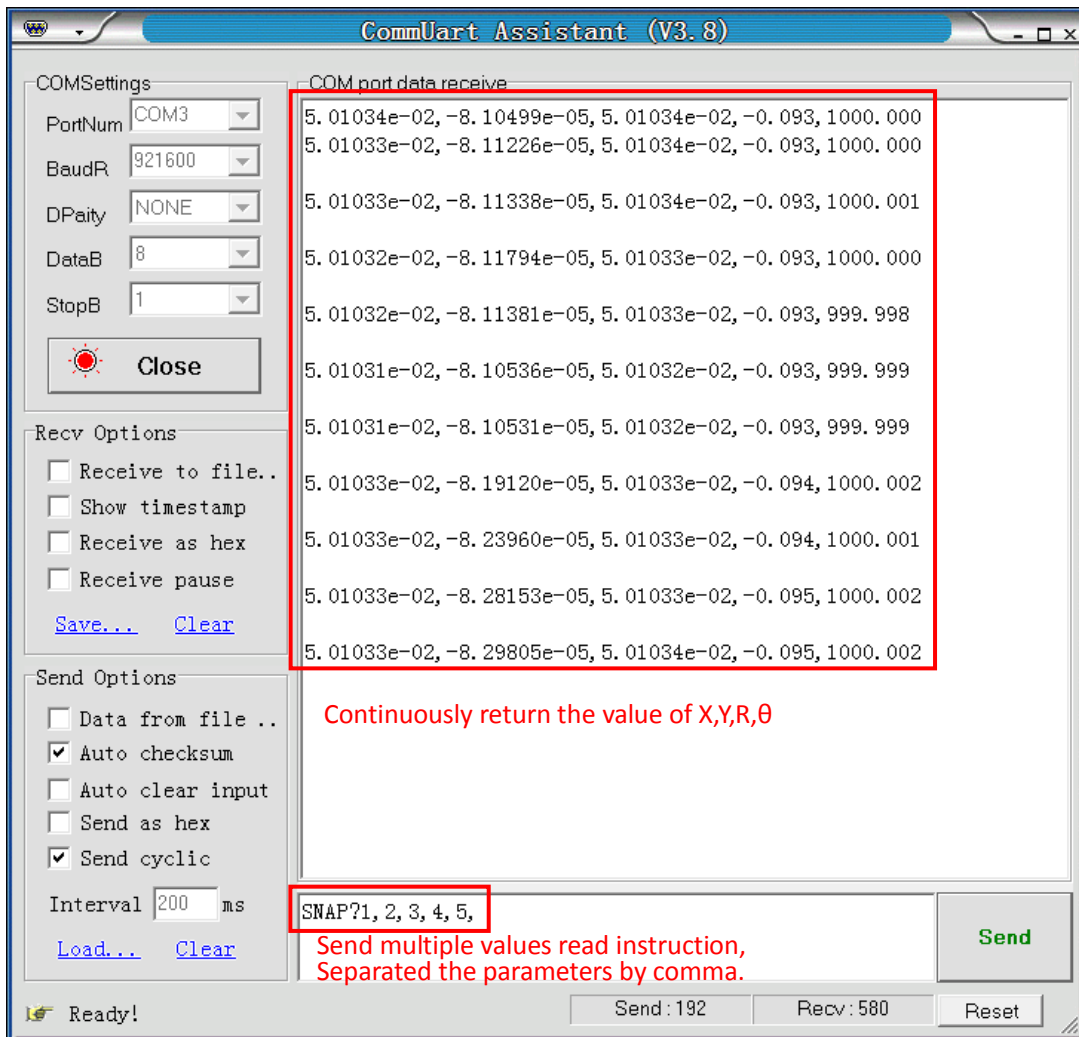 CommUart Assistant (V3.8)
COMSettings
PortNum COM3
BaudR 921600
DPaity NONE
DataB 8
StopB 1
Close
Recv Options
Receive to file..
Show timestamp
Receive as hex
Receive pause
Save... Clear
Send Options
Data from file ..
Auto checksum
Auto clear input
Send as hex
Send cyclic
Interval 200 ms
Load... Clear
COM port data receive
5.01034e-02,-8.10499e-05,5.01034e-02,-0.093,1000.000
5.01033e-02,-8.11226e-05,5.01034e-02,-0.093,1000.000
5.01033e-02,-8.11338e-05,5.01034e-02,-0.093,1000.001
5.01032e-02,-8.11794e-05,5.01033e-02,-0.093,1000.000
5.01032e-02,-8.11381e-05,5.01033e-02,-0.093,999.998
5.01031e-02,-8.10536e-05,5.01032e-02,-0.093,999.999
5.01031e-02,-8.10531e-05,5.01032e-02,-0.093,999.999
5.01033e-02,-8.19120e-05,5.01033e-02,-0.094,1000.002
5.01033e-02,-8.23960e-05,5.01033e-02,-0.094,1000.001
5.01033e-02,-8.28153e-05,5.01033e-02,-0.095,1000.002
5.01033e-02,-8.29805e-05,5.01034e-02,-0.095,1000.002
Continuously return the value of X,Y,R,θ
SNAP?1,2,3,4,5,
Send multiple values read instruction,
Separated the parameters by comma.
Send
Ready!
Send:192
Recv:580
Reset